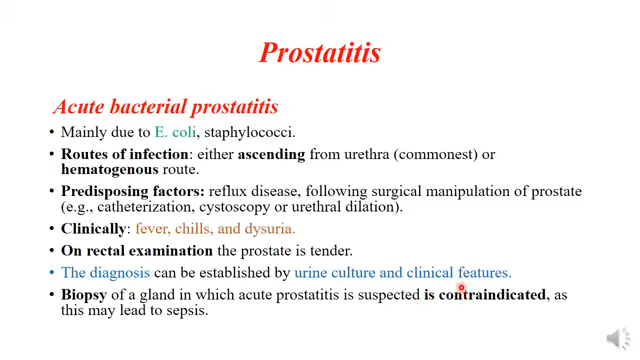 Prostatitis
Acute bacterial prostatitis
• Mainly due to E. coli, staphylococci.
• Routes of infection: either ascending from urethra (commonest) or
hematogenous route.
• Predisposing factors: reflux disease, following surgical manipulation of prostate
(e.g., catheterization, cystoscopy or urethral dilation).
• Clinically: fever, chills, and dysuria.
• On rectal examination the prostate is tender.
• The diagnosis can be established by urine culture and clinical features.
• Biopsy of a gland in which acute prostatitis is suspected is contraindicated, as
this may lead to sepsis.